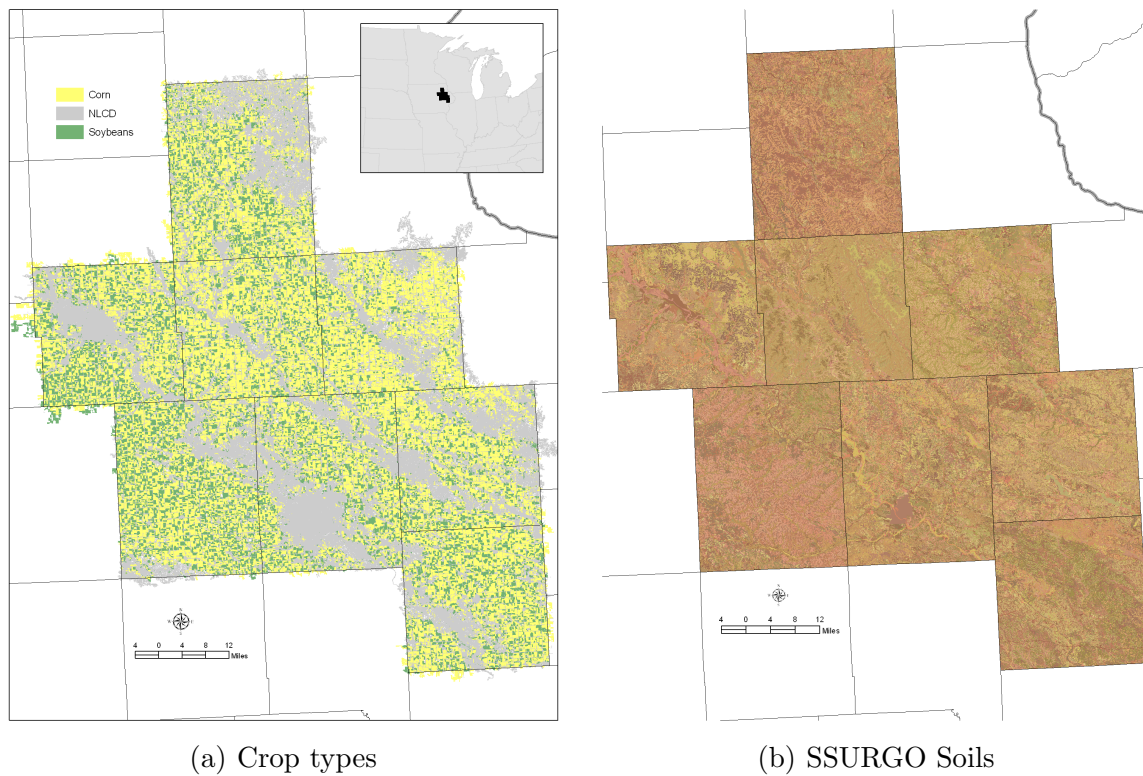 Corn
NLCD
Soybeans
N
W E
S
4 0 4 8 12
Miles
N
W E
S
4 0 4 8 12
Miles
(a) Crop types
(b) SSURGO Soils